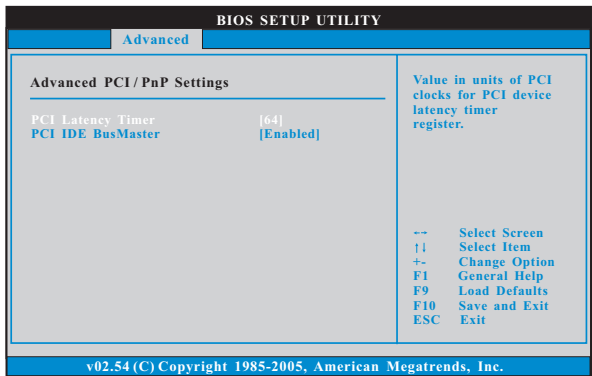 BIOS SETUP UTILITY
Advanced
Advanced PCI / PnP Settings
PCI Latency Timer [64]
PCI IDE BusMaster [Enabled]
Value in units of PCI
clocks for PCI device
latency timer
register.
←→ Select Screen
↑↓ Select Item
+- Change Option
F1 General Help
F9 Load Defaults
F10 Save and Exit
ESC Exit
v02.54 (C) Copyright 1985-2005, American Megatrends, Inc.